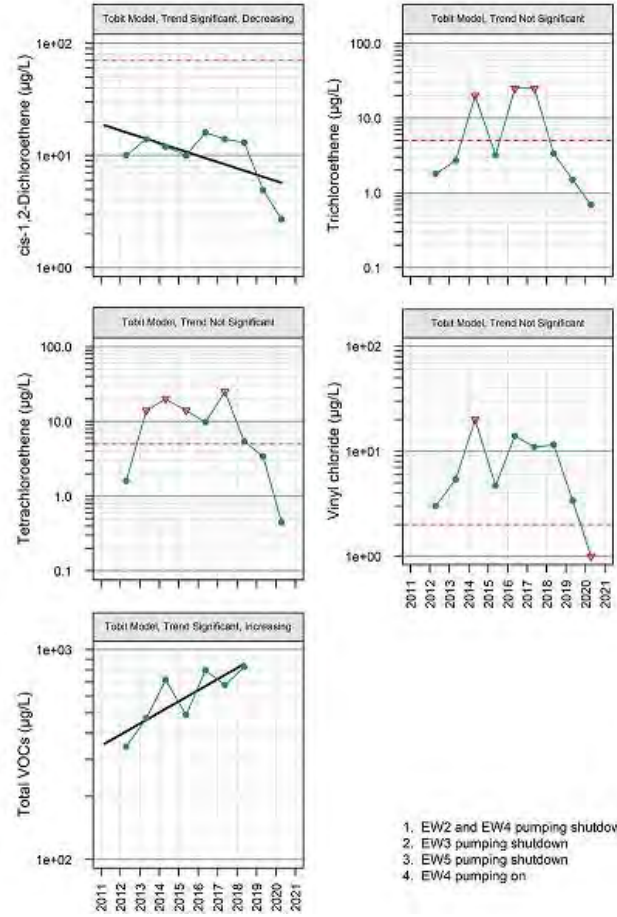 Tobit Model, Trend Significant, Decreasing
cis-1,2-Dichloroethene (µg/L)
1e+02
1e+01
1e+00
Tobit Model, Trend Not Significant
Trichloroethene (µg/L)
100.0
10.0
1.0
0.1
Tobit Model, Trend Not Significant
Tetrachloroethene (µg/L)
100.0
10.0
1.0
0.1
Tobit Model, Trend Not Significant
Vinyl chloride (µg/L)
1e+02
1e+01
1e+00
2011 2012 2013 2014 2015 2016 2017 2018 2019 2020 2021
Tobit Model, Trend Significant, Increasing
Total VOCs (µg/L)
1e+03
1e+02
2011 2012 2013 2014 2015 2016 2017 2018 2019 2020 2021
1. EW2 and EW4 pumping shutdow
2. EW3 pumping shutdown
3. EW5 pumping shutdown
4. EW4 pumping on